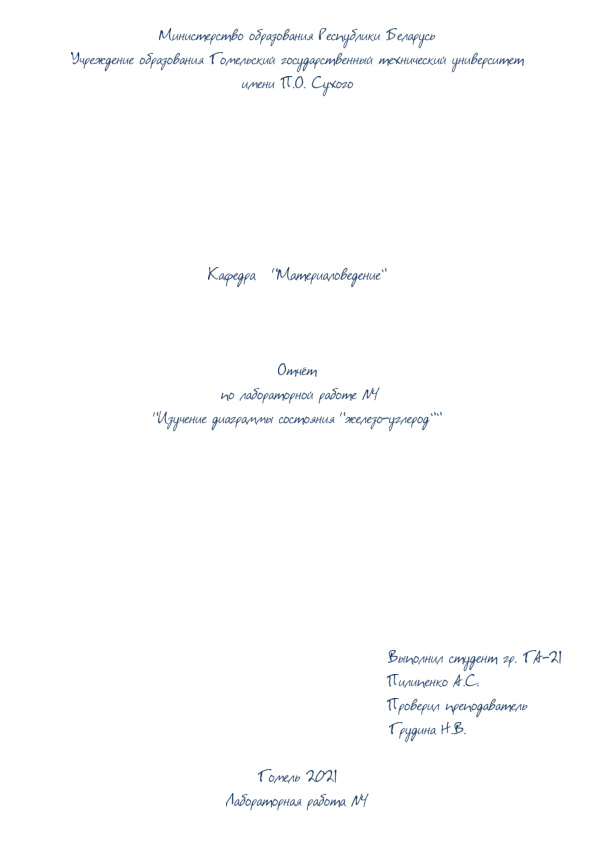 Министерство образования Республики Беларусь
Учреждение образования Гомельский государственный технический университет
имени П.О. Сухого
Кафедра "Материаловедение"
Отчёт
по лабораторной работе №4
"Изучение диаграммы состояния "железо-углерод""
Выполнил студент гр. ГА-21
Пилипенко А.С.
Проверил преподаватель
Грудина Н.В.
Гомель 2021
Лабораторная работа №4